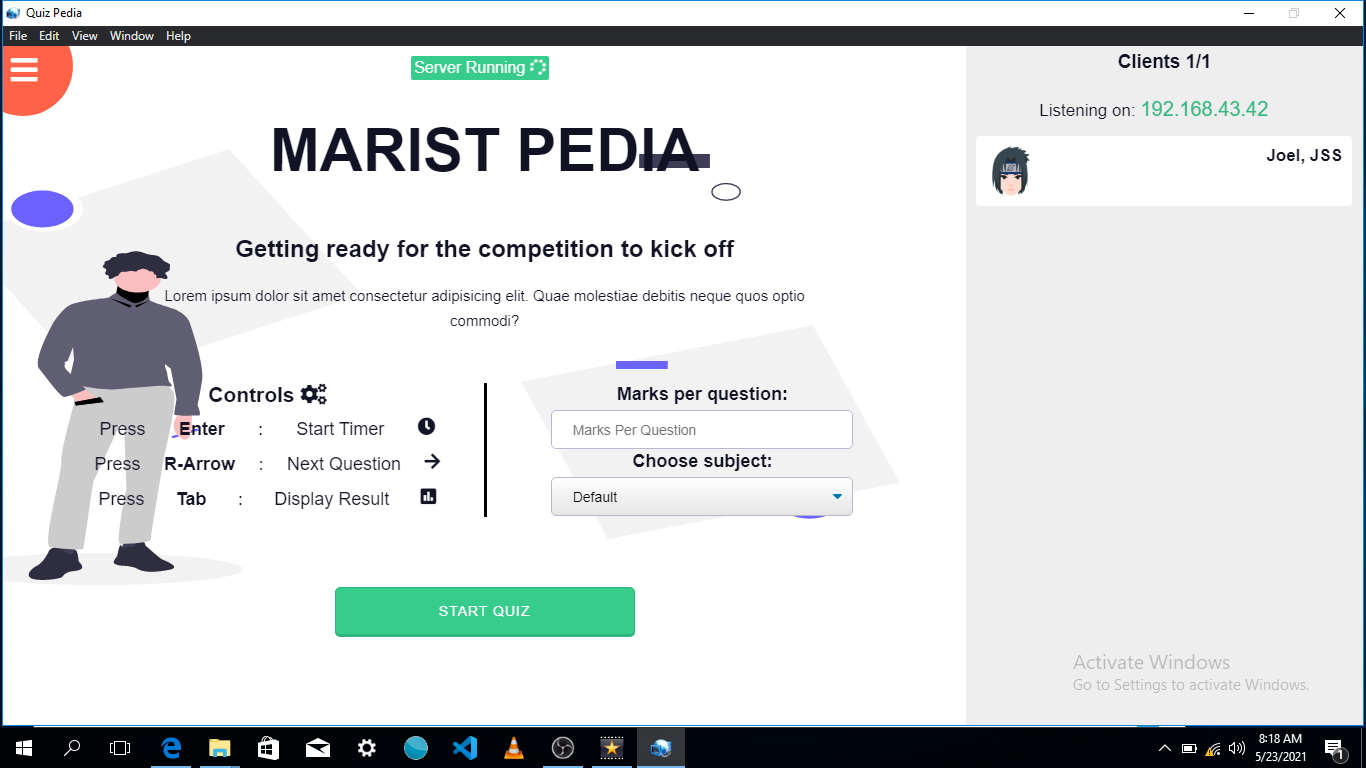 Quiz Pedia
File Edit View Window Help
Server Running
MARIST PEDIA
Getting ready for the competition to kick off
Lorem ipsum dolor sit amet consectetur adipisicing elit. Quae molestiae debitis neque quos optio
commodi?
Controls
Press Enter : Start Timer
Press R-Arrow : Next Question
Press Tab : Display Result
Marks per question:
Marks Per Question
Choose subject:
Default
START QUIZ
Clients 1/1
Listening on: 192.168.43.42
Joel, JSS
Activate Windows
Go to Settings to activate Windows.
8:18 AM
5/23/2021
1